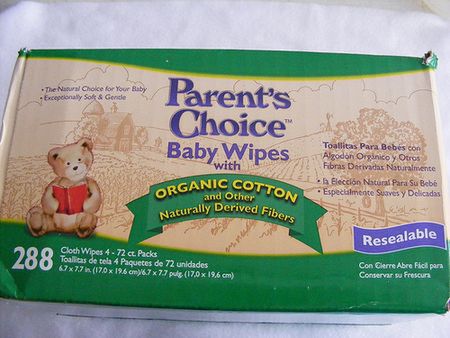 • The Natural Choice for Your Baby
• Exceptionally Soft & Gentle
Parent's
Choice™
Baby Wipes
with
ORGANIC COTTON
and Other
Naturally Derived Fibers
Toallitas Para Bebés con
Algodón Orgánico y Otros
Fibras Derivadas Naturalmente
• la Elección Natural Para Su Bebé
• Especialmente Suaves y Delicadas
Resealable
Con Cierre Abre Fácil para
Conservar su Frescura
288
Cloth Wipes 4 - 72 ct. Packs
Toallitas de tela 4 Paquetes de 72 unidades
6.7 x 7.7 in. (17.0 x 19.6 cm)/6.7 x 7.7 pulg. (17,0 x 19,6 cm)